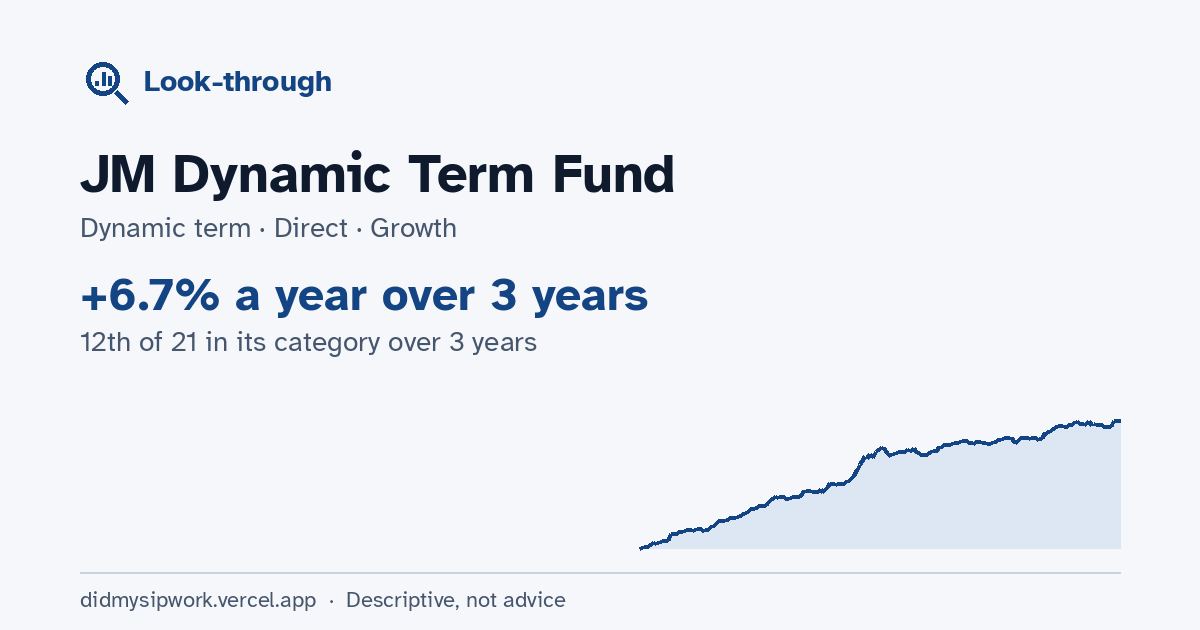 Look-through
JM Dynamic Term Fund
Dynamic term · Direct · Growth
+6.7% a year over 3 years
12th of 21 in its category over 3 years
didmysipwork.vercel.app · Descriptive, not advice